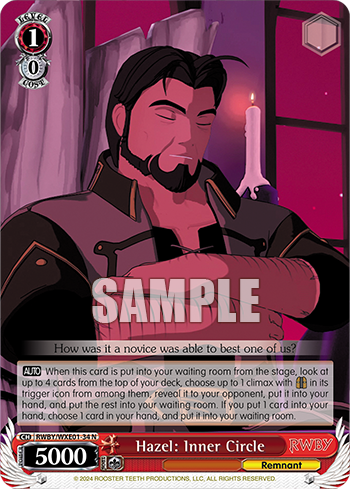 LEVEL
1
0
COST
SAMPLE
How was it a novice was able to best one of us?
AUTO When this card is put into your waiting room from the stage, look at
up to 4 cards from the top of your deck, choose up to 1 climax with in its
trigger icon from among them, reveal it to your opponent, put it into your
hand, and put the rest into your waiting room. If you put 1 card into your
hand, choose 1 card in your hand, and put it into your waiting room.
RWBY/WXE01-34 N
Hazel: Inner Circle
RWBY
POWER
5000
Remnant
© 2024 ROOSTER TEETH PRODUCTIONS, LLC, ALL RIGHTS RESERVED.